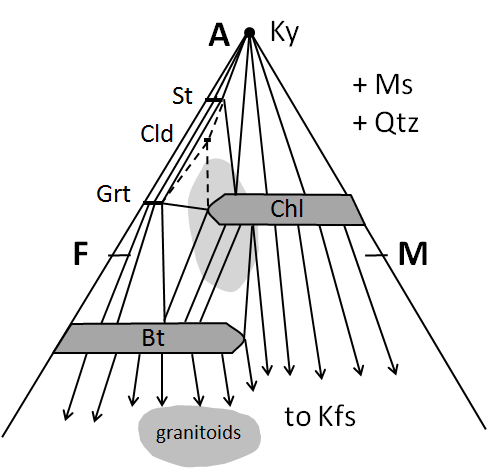 A Ky
St
+ Ms
Cld
+ Qtz
Grt
Chl
F
M
Bt
to Kfs
granitoids